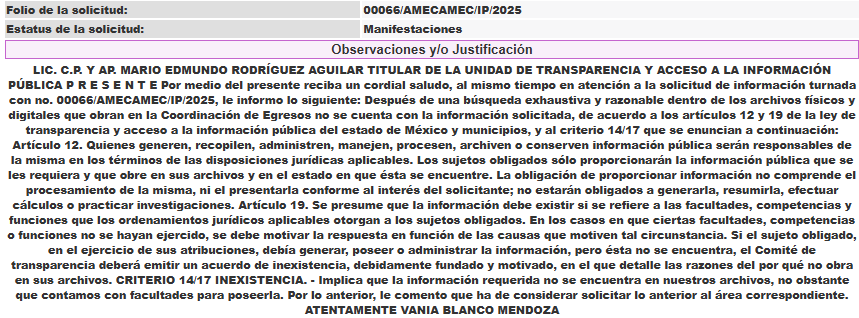 Folio de la solicitud: 00066/AMECAMEC/IP/2025
Estatus de la solicitud: Manifestaciones
Observaciones y/o Justificación
LIC. C.P. Y AP. MARIO EDMUNDO RODRÍGUEZ AGUILAR TITULAR DE LA UNIDAD DE TRANSPARENCIA Y ACCESO A LA INFORMACIÓN
PÚBLICA P R E S E N T E Por medio del presente reciba un cordial saludo, al mismo tiempo en atención a la solicitud de información turnada
con no. 00066/AMECAMEC/IP/2025, le informo lo siguiente: Después de una búsqueda exhaustiva y razonable dentro de los archivos físicos y
digitales que obran en la Coordinación de Egresos no se cuenta con la información solicitada, de acuerdo a los artículos 12 y 19 de la ley de
transparencia y acceso a la información pública del estado de México y municipios, y al criterio 14/17 que se enuncian a continuación:
Artículo 12. Quienes generen, recopilen, administren, manejen, procesen, archiven o conserven información pública serán responsables de
la misma en los términos de las disposiciones jurídicas aplicables. Los sujetos obligados sólo proporcionarán la información pública que se
les requiera y que obre en sus archivos y en el estado en que ésta se encuentre. La obligación de proporcionar información no comprende el
procesamiento de la misma, ni el presentarla conforme al interés del solicitante; no estarán obligados a generarla, resumirla, efectuar
cálculos o practicar investigaciones. Artículo 19. Se presume que la información debe existir si se refiere a las facultades, competencias y
funciones que los ordenamientos jurídicos aplicables otorgan a los sujetos obligados. En los casos en que ciertas facultades, competencias
o funciones no se hayan ejercido, se debe motivar la respuesta en función de las causas que motiven tal circunstancia. Si el sujeto obligado,
en el ejercicio de sus atribuciones, debía generar, poseer o administrar la información, pero ésta no se encuentra, el Comité de
transparencia deberá emitir un acuerdo de inexistencia, debidamente fundado y motivado, en el que detalle las razones del por qué no obra
en sus archivos. CRITERIO 14/17 INEXISTENCIA. - Implica que la información requerida no se encuentra en nuestros archivos, no obstante
que contamos con facultades para poseerla. Por lo anterior, le comento que ha de considerar solicitar lo anterior al área correspondiente.
ATENTAMENTE VANIA BLANCO MENDOZA